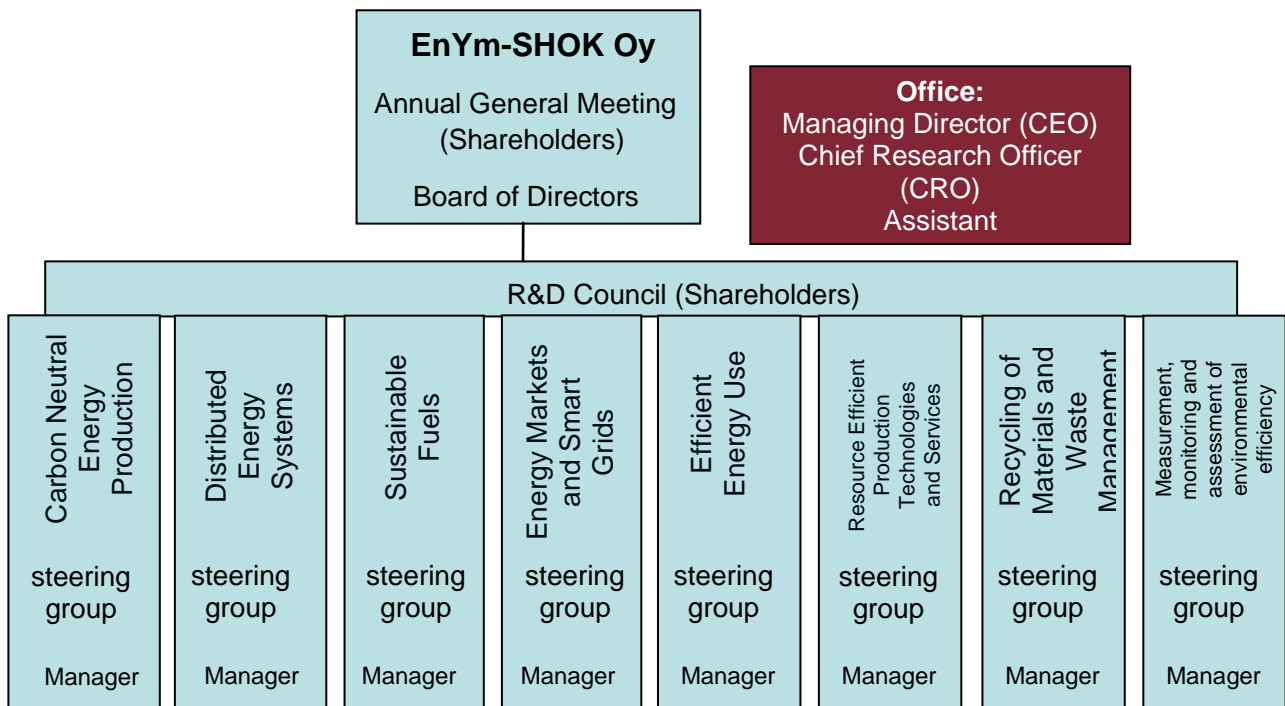 EnYm-SHOK Oy
Annual General Meeting
(Shareholders)
Board of Directors
Office:
Managing Director (CEO)
Chief Research Officer
(CRO)
Assistant
R&D Council (Shareholders)
Carbon Neutral
Energy
Production
steering
group
Manager
Distributed
Energy
Systems
steering
group
Manager
Sustainable
Fuels
steering
group
Manager
Energy Markets
and Smart
Grids
steering
group
Manager
Efficient
Energy Use
steering
group
Manager
Resource Efficient
Production
Technologies
and Services
steering
group
Manager
Recycling of
Materials and
Waste
Management
steering
group
Manager
Measurement,
monitoring and
assessment of
environmental
efficiency
steering
group
Manager